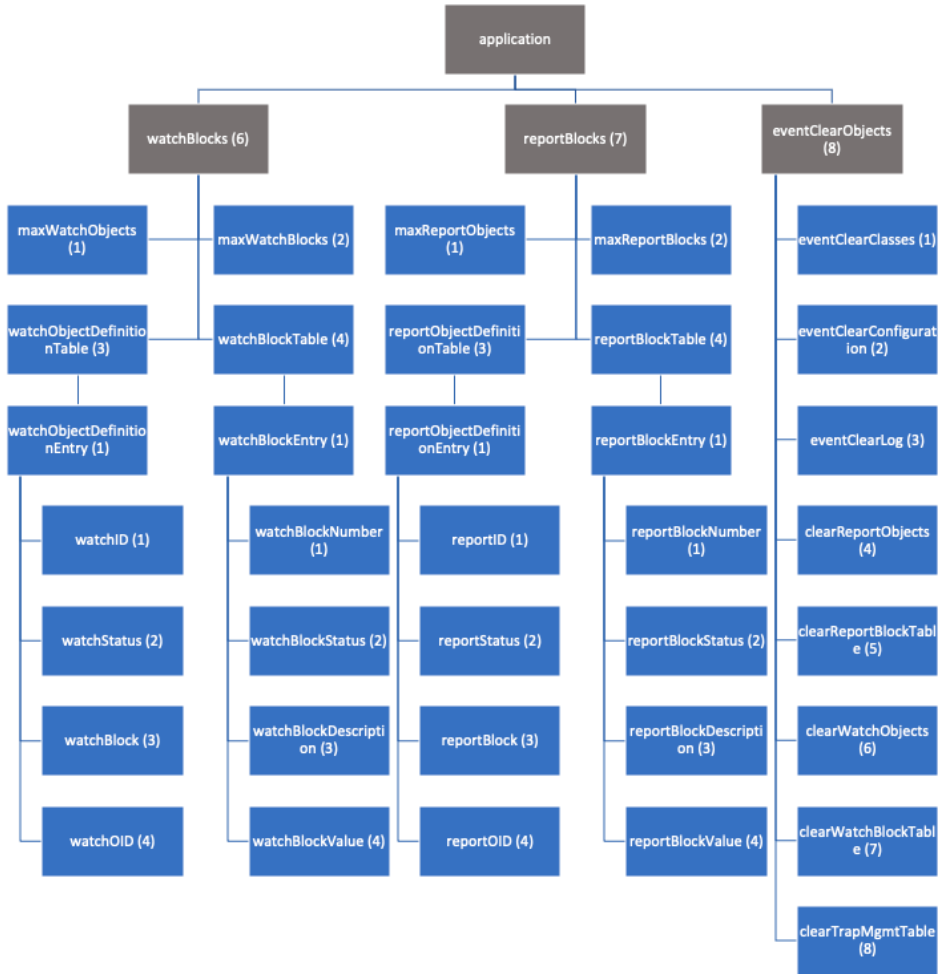 application
watchBlocks (6)
reportBlocks (7)
eventClearObjects
(8)
maxWatchObjects
(1)
maxWatchBlocks (2)
maxReportObjects
(1)
maxReportBlocks (2)
eventClearClasses (1)
watchObjectDefinitio
nTable (3)
watchBlockTable (4)
reportObjectDefiniti
onTable (3)
reportBlockTable (4)
eventClearConfigurat
ion (2)
watchObjectDefinitio
nEntry (1)
watchBlockEntry (1)
reportObjectDefiniti
onEntry (1)
reportBlockEntry (1)
eventClearLog (3)
watchID (1)
watchBlockNumber
(1)
reportID (1)
reportBlockNumber
(1)
clearReportObjects
(4)
watchStatus (2)
watchBlockStatus (2)
reportStatus (2)
reportBlockStatus (2)
clearReportBlockTabl
e (5)
watchBlock (3)
watchBlockDescripti
on (3)
reportBlock (3)
reportBlockDescripti
on (3)
clearWatchObjects
(6)
watchOID (4)
watchBlockValue (4)
reportOID (4)
reportBlockValue (4)
clearWatchBlockTabl
e (7)
clearTrapMgmtTable
(8)